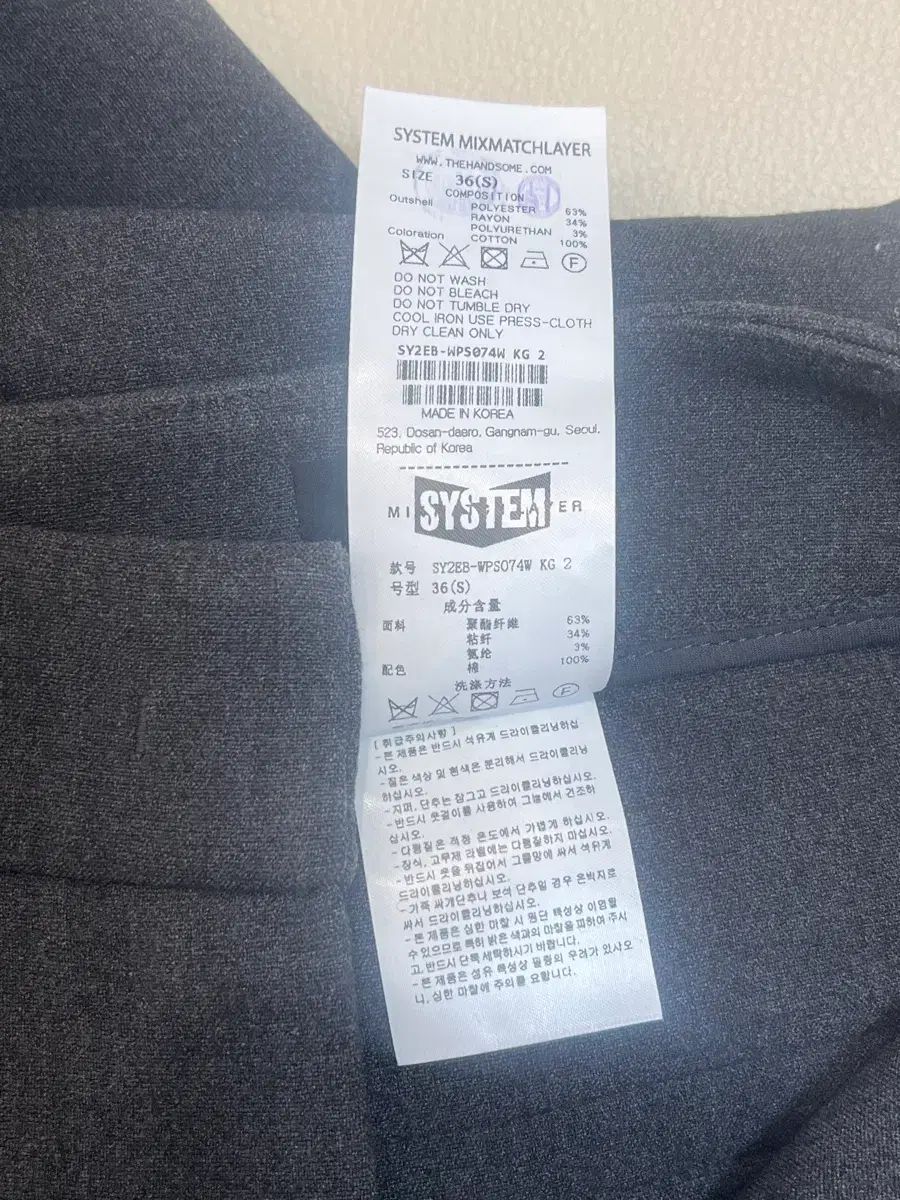 SYSTEM MIXMATCHLAYER
WWW.THEHANDSOME.COM
SIZE 36(S)
COMPOSITION
Outshell POLYESTER 63%
RAYON 34%
POLYURETHAN 3%
Coloration COTTON 100%
F
DO NOT WASH
DO NOT BLEACH
DO NOT TUMBLE DRY
COOL IRON USE PRESS-CLOTH
DRY CLEAN ONLY
SY2EB-WPS074W KG 2
MADE IN KOREA
523, Dosan-daero, Gangnam-gu, Seoul,
Republic of Korea
SYSTEM
款号 SY2EB-WPS074W KG 2
号型 36(S)
成分含量
面料 聚酯纤维 63%
粘纤 34%
氨纶 3%
配色 棉 100%
洗涤方法
F
[ 취급주의사항 ]
-본 제품은 반드시 석유계 드라이클리닝하십
시오.
-짙은 색상 및 흰색은 분리해서 드라이클리닝
하십시오.
-지퍼, 단추는 잠그고 드라이클리닝하십시오.
-반드시 옷걸이를 사용하여 그늘에서 건조하
십시오.
-다림질은 적정 온도에서 가볍게 하십시오.
-장식, 고무제 라벨에는 다림질하지 마십시오.
-반드시 옷을 뒤집어서 그물망에 싸서 석유계
드라이클리닝하십시오.
-가죽 싸개단추나 보석 단추일 경우 은박지로
싸서 드라이클리닝하십시오.
-본 제품은 심한 마찰 시 원단 특성상 이염될
수 있으므로 특히 밝은 색과의 마찰을 피하여 주시
고, 반드시 단독 세탁하시기 바랍니다.
-본 제품은 섬유 특성상 필링의 우려가 있사오
니, 심한 마찰에 주의를 요합니다.